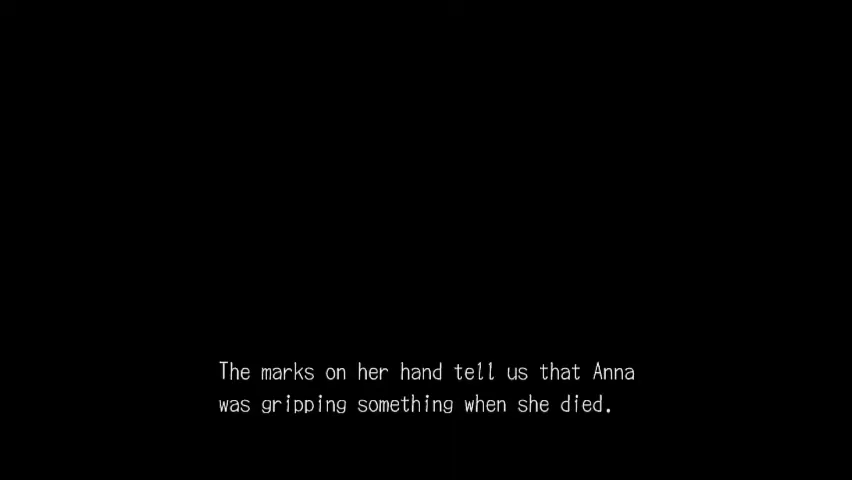 The marks on her hand tell us that Anna
was gripping something when she died.